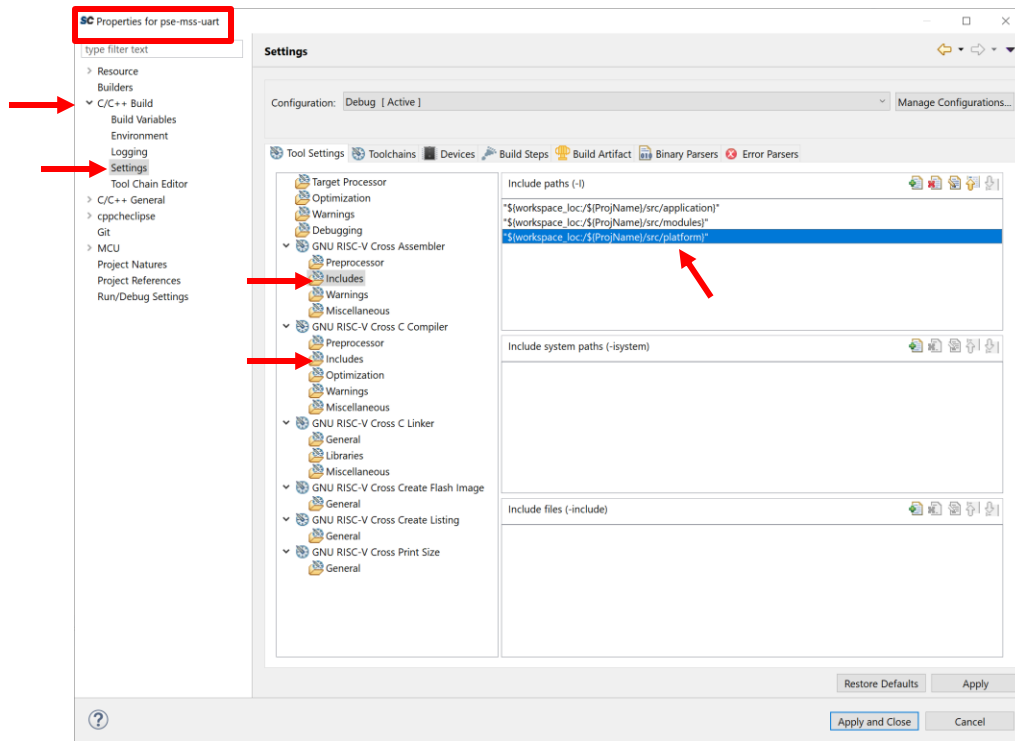 SC Properties for pse-mss-uart
type filter text
Resource
Builders
C/C++ Build
Build Variables
Environment
Logging
Settings
Tool Chain Editor
C/C++ General
cppcheclipse
Git
MCU
Project Natures
Project References
Run/Debug Settings
Settings
Configuration: Debug [ Active ]
Manage Configurations...
Tool Settings Toolchains Devices Build Steps Build Artifact Binary Parsers Error Parsers
Target Processor
Optimization
Warnings
Debugging
GNU RISC-V Cross Assembler
Preprocessor
Includes
Warnings
Miscellaneous
GNU RISC-V Cross C Compiler
Preprocessor
Includes
Optimization
Warnings
Miscellaneous
GNU RISC-V Cross C Linker
General
Libraries
Miscellaneous
GNU RISC-V Cross Create Flash Image
General
GNU RISC-V Cross Create Listing
General
GNU RISC-V Cross Print Size
General
Include paths (-I)
"${workspace_loc:/${ProjName}/src/application}"
"${workspace_loc:/${ProjName}/src/modules}"
"${workspace_loc:/${ProjName}/src/platform}"
Include system paths (-isystem)
Include files (-include)
Restore Defaults Apply
? Apply and Close Cancel